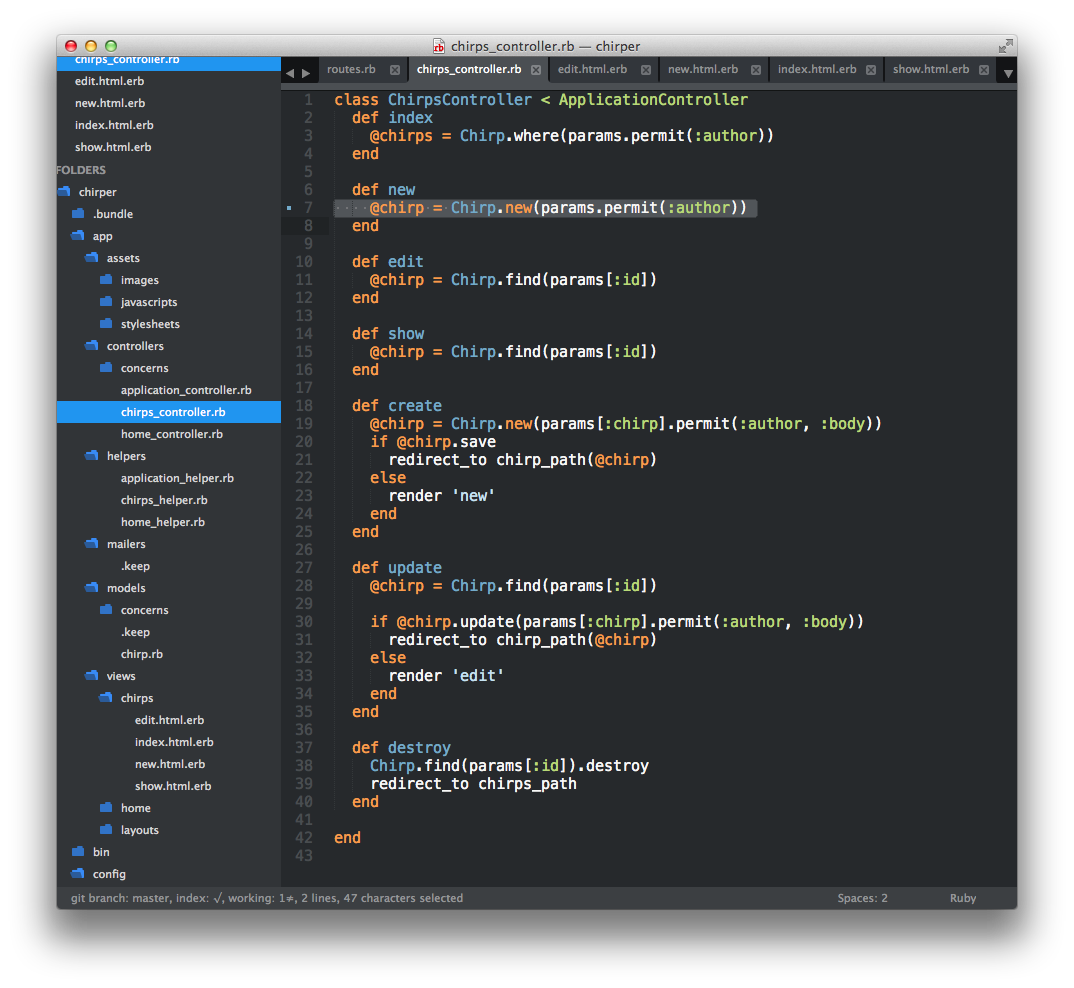 chirps_controller.rb — chirper
chirps_controller.rb
edit.html.erb
new.html.erb
index.html.erb
show.html.erb
FOLDERS
chirper
.bundle
app
assets
images
javascripts
stylesheets
controllers
concerns
application_controller.rb
chirps_controller.rb
home_controller.rb
helpers
application_helper.rb
chirps_helper.rb
home_helper.rb
mailers
.keep
models
concerns
.keep
chirp.rb
views
chirps
edit.html.erb
index.html.erb
new.html.erb
show.html.erb
home
layouts
bin
config
routes.rb chirps_controller.rb edit.html.erb new.html.erb index.html.erb show.html.erb
1 class ChirpsController < ApplicationController
2 def index
3 @chirps = Chirp.where(params.permit(:author))
4 end
5
6 def new
7 @chirp = Chirp.new(params.permit(:author))
8 end
9
10 def edit
11 @chirp = Chirp.find(params[:id])
12 end
13
14 def show
15 @chirp = Chirp.find(params[:id])
16 end
17
18 def create
19 @chirp = Chirp.new(params[:chirp].permit(:author, :body))
20 if @chirp.save
21 redirect_to chirp_path(@chirp)
22 else
23 render 'new'
24 end
25 end
26
27 def update
28 @chirp = Chirp.find(params[:id])
29
30 if @chirp.update(params[:chirp].permit(:author, :body))
31 redirect_to chirp_path(@chirp)
32 else
33 render 'edit'
34 end
35 end
36
37 def destroy
38 Chirp.find(params[:id]).destroy
39 redirect_to chirps_path
40 end
41
42 end
43
git branch: master, index: √, working: 1≠, 2 lines, 47 characters selected Spaces: 2 Ruby